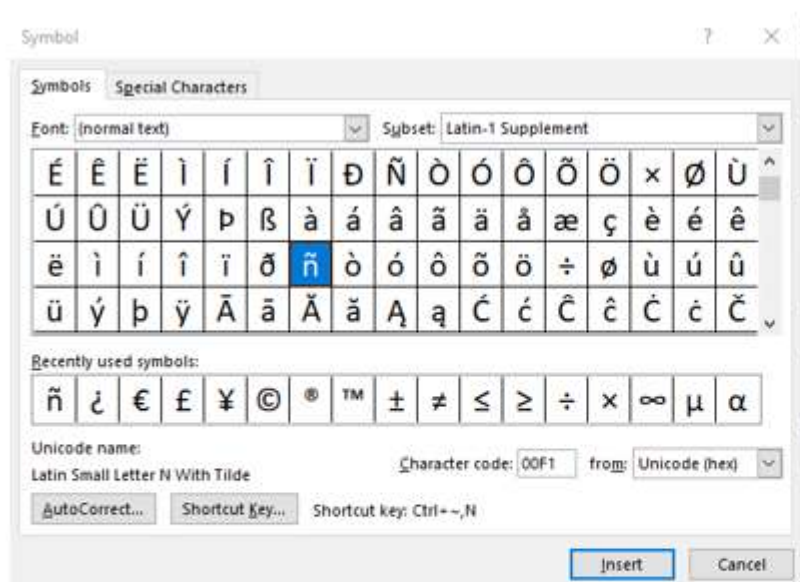 Symbol ? ×
Symbols Special Characters
Font: (normal text) Subset: Latin-1 Supplement
É Ê Ë Ì Í Î Ï Ð Ñ Ò Ó Ô Õ Ö × Ø Ù
Ú Û Ü Ý Þ ß à á â ã ä å æ ç è é ê
ë ì í î ï ð ñ ò ó ô õ ö ÷ ø ù ú û
ü ý þ ÿ Ā ā Ă ă Ą ą Ć ć Ĉ ĉ Ċ ċ Č
Recently used symbols:
ñ ¿ € £ ¥ © ® ™ ± ≠ ≤ ≥ ÷ × ∞ µ α
Unicode name:
Latin Small Letter N With Tilde
Character code: 00F1 from: Unicode (hex)
AutoCorrect... Shortcut Key... Shortcut key: Ctrl+~,N
Insert Cancel